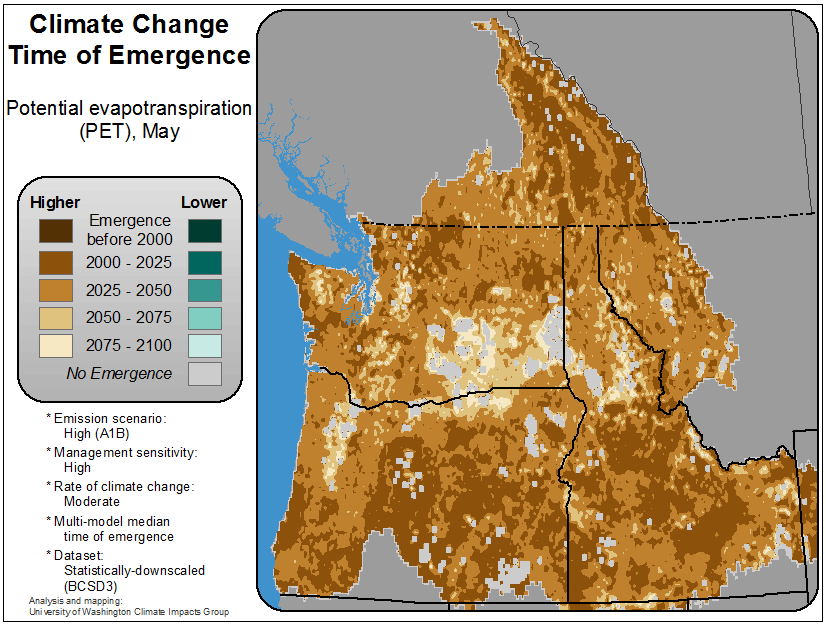 Climate Change
Time of Emergence
Potential evapotranspiration
(PET), May
Higher Lower
Emergence
before 2000
2000 - 2025
2025 - 2050
2050 - 2075
2075 - 2100
No Emergence
* Emission scenario:
High (A1B)
* Management sensitivity:
High
* Rate of climate change:
Moderate
* Multi-model median
time of emergence
* Dataset:
Statistically-downscaled
(BCSD3)
Analysis and mapping:
University of Washington Climate Impacts Group